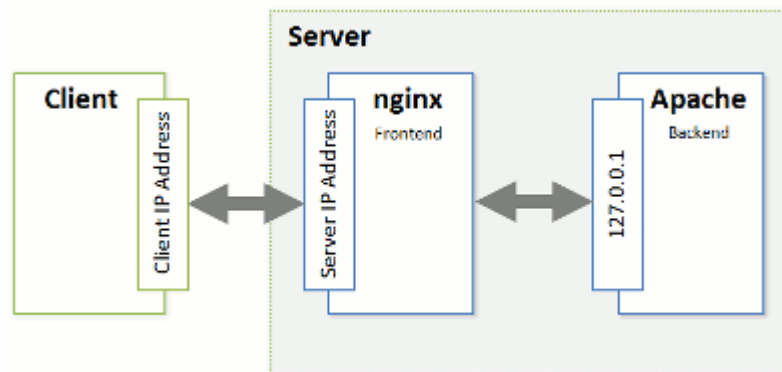 Server
Client
Client IP Address
Server IP Address
nginx
Frontend
127.0.0.1
Apache
Backend